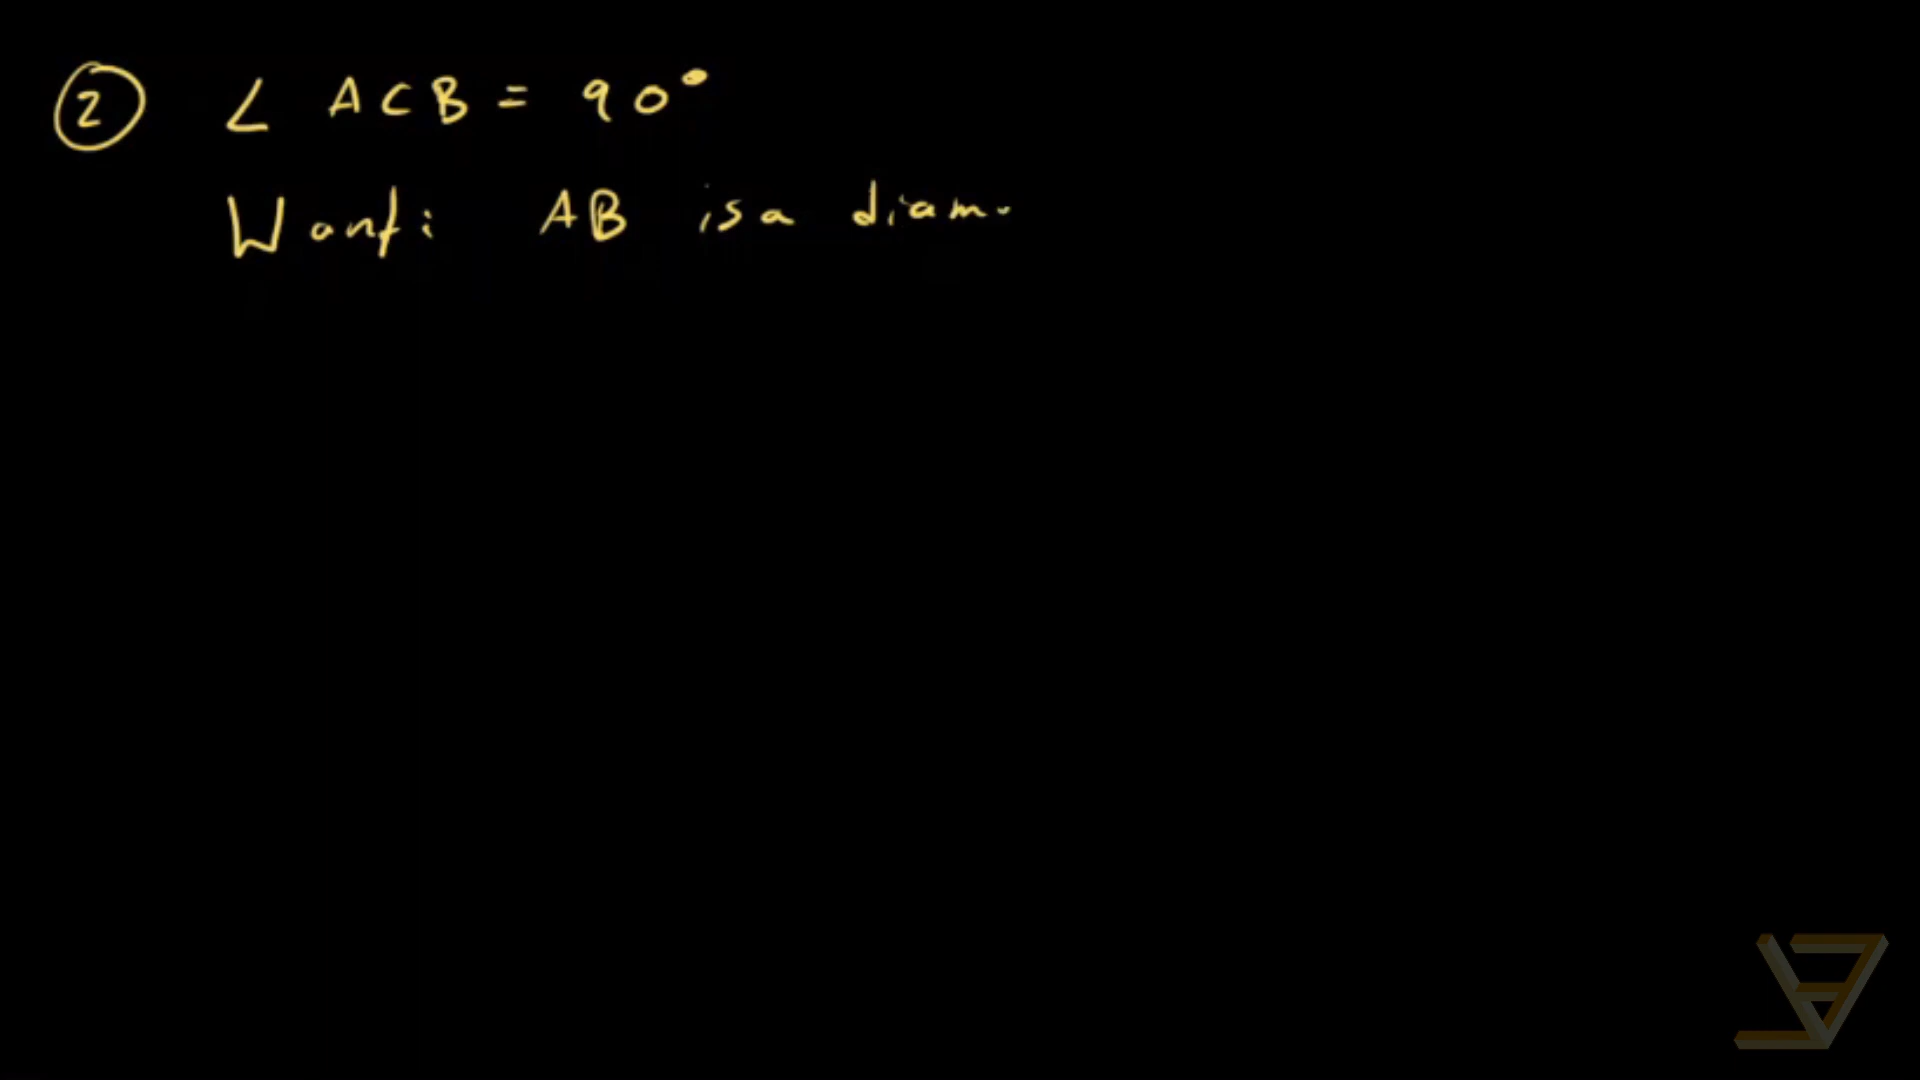 ② ∠ ACB = 90°
Want: AB is a diam.